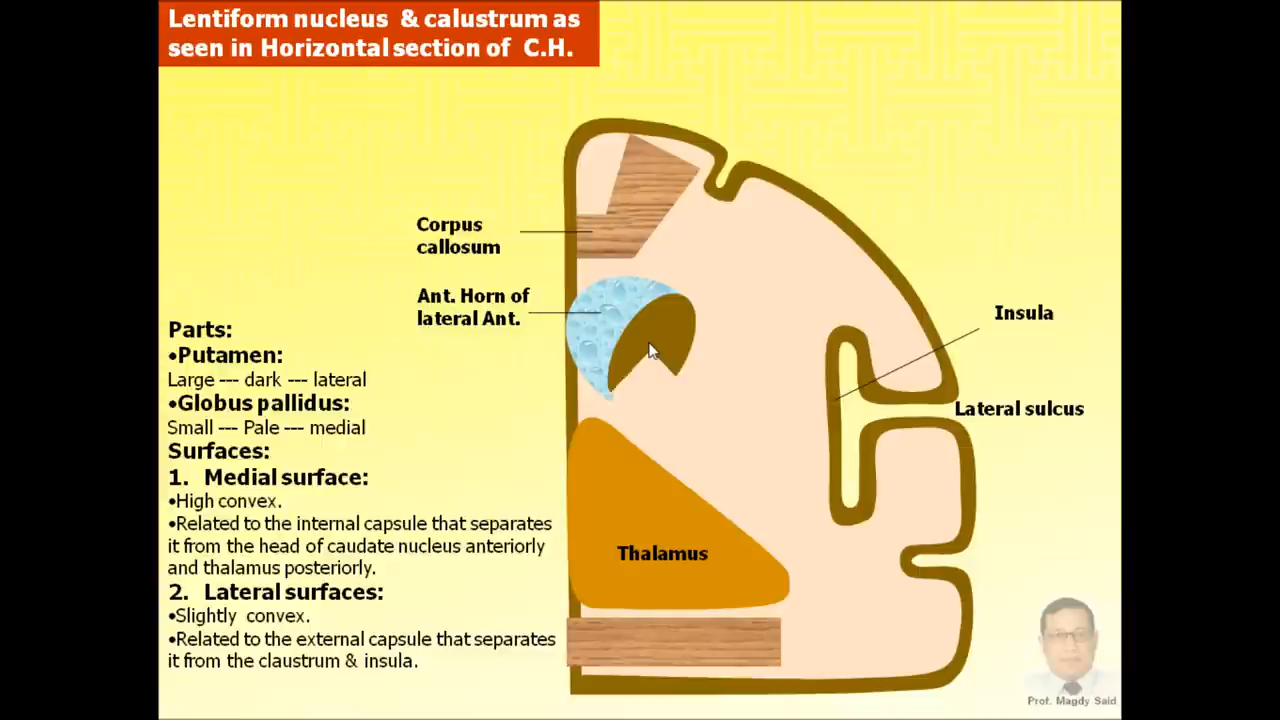 Lentiform nucleus & calustrum as
seen in Horizontal section of C.H.
Corpus
callosum
Ant. Horn of
lateral Ant.
Insula
Lateral sulcus
Thalamus
Parts:
•Putamen:
Large --- dark --- lateral
•Globus pallidus:
Small --- Pale --- medial
Surfaces:
1. Medial surface:
•High convex.
•Related to the internal capsule that separates
it from the head of caudate nucleus anteriorly
and thalamus posteriorly.
2. Lateral surfaces:
•Slightly convex.
•Related to the external capsule that separates
it from the claustrum & insula.
Prof. Magdy Said